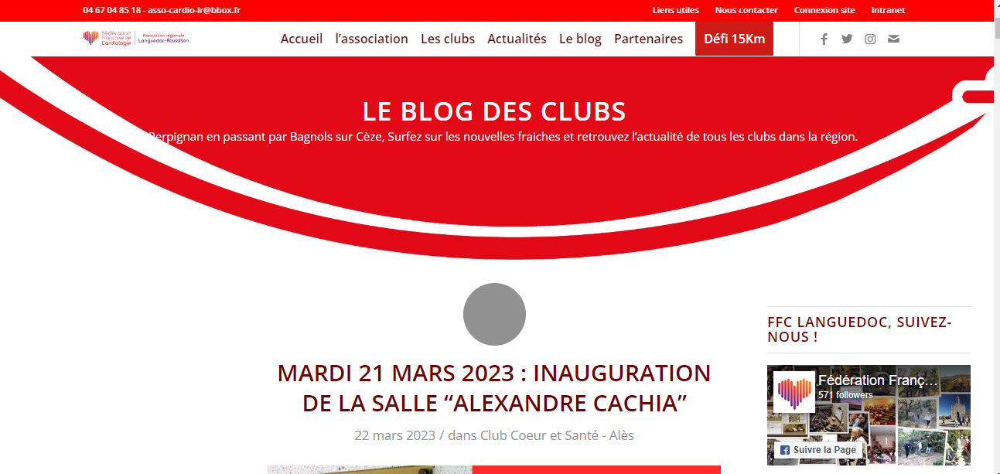 04 67 04 85 18 - asso-cardio-lr@bbox.fr
Liens utiles Nous contacter Connexion site Intranet
Fédération Française de Cardiologie
Association régionale
Languedoc-Roussillon
Accueil l’association Les clubs Actualités Le blog Partenaires Défi 15Km
LE BLOG DES CLUBS
Perpignan en passant par Bagnols sur Cèze, Surfez sur les nouvelles fraiches et retrouvez l’actualité de tous les clubs dans la région.
MARDI 21 MARS 2023 : INAUGURATION
DE LA SALLE “ALEXANDRE CACHIA”
22 mars 2023 / dans Club Coeur et Santé - Alès
FFC LANGUEDOC, SUIVEZ-
NOUS !
Fédération Franç...
571 followers
Suivre la Page